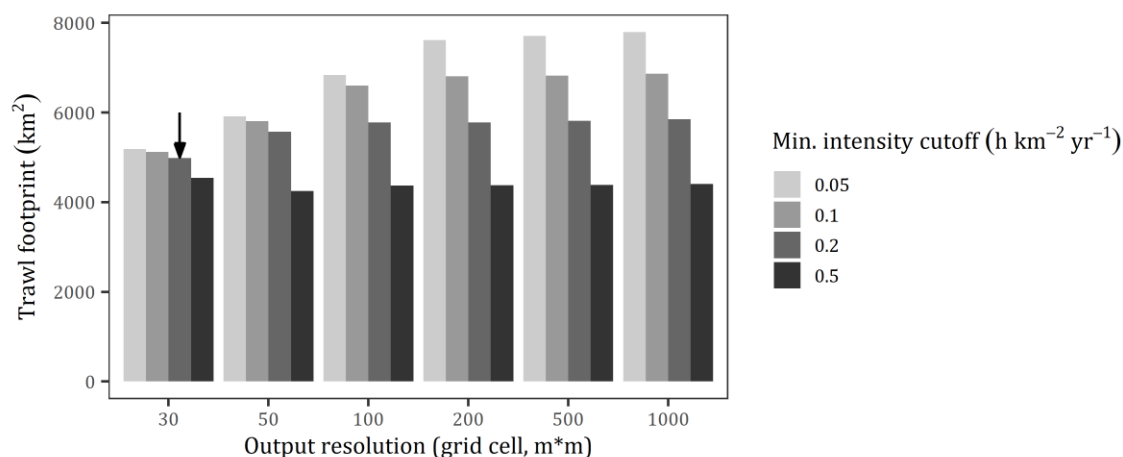 8000
6000
4000
2000
0
Trawl footprint (km²)
30 50 100 200 500 1000
Output resolution (grid cell, m*m)
Min. intensity cutoff (h km⁻² yr⁻¹)
0.05
0.1
0.2
0.5